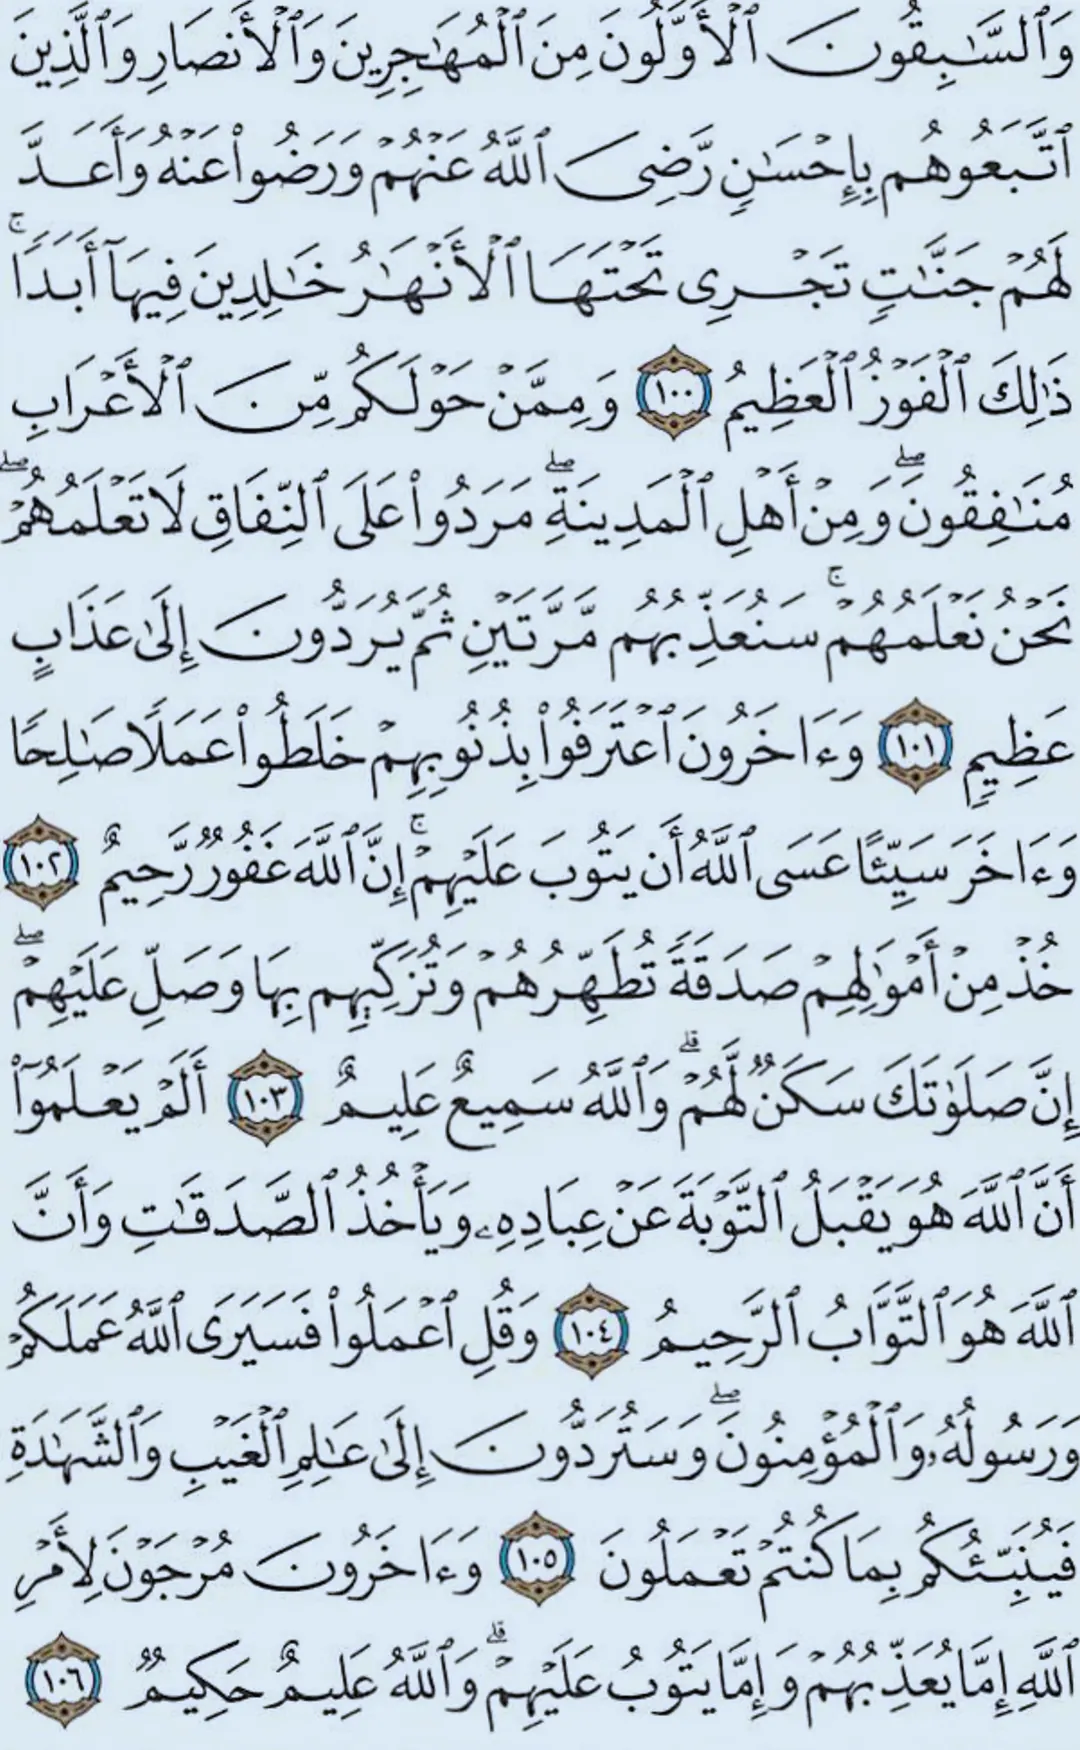 وَٱلسَّٰبِقُونَ ٱلۡأَوَّلُونَ مِنَ ٱلۡمُهَٰجِرِينَ وَٱلۡأَنصَارِ وَٱلَّذِينَ
ٱتَّبَعُوهُم بِإِحۡسَٰنٖ رَّضِيَ ٱللَّهُ عَنۡهُمۡ وَرَضُواْ عَنۡهُ وَأَعَدَّ
لَهُمۡ جَنَّٰتٖ تَجۡرِي تَحۡتَهَا ٱلۡأَنۡهَٰرُ خَٰلِدِينَ فِيهَآ أَبَدٗاۚ
ذَٰلِكَ ٱلۡفَوۡزُ ٱلۡعَظِيمُ ١٠٠ وَمِمَّنۡ حَوۡلَكُم مِّنَ ٱلۡأَعۡرَابِ
مُنَٰفِقُونَۖ وَمِنۡ أَهۡلِ ٱلۡمَدِينَةِۖ مَرَدُواْ عَلَى ٱلنِّفَاقِ لَا تَعۡلَمُهُمۡۖ
نَحۡنُ نَعۡلَمُهُمۡۚ سَنُعَذِّبُهُم مَّرَّتَيۡنِ ثُمَّ يُرَدُّونَ إِلَىٰ عَذَابٍ
عَظِيمٖ ١٠١ وَءَاخَرُونَ ٱعۡتَرَفُواْ بِذُنُوبِهِمۡ خَلَطُواْ عَمَلٗا صَٰلِحٗا
وَءَاخَرَ سَيِّئًا عَسَى ٱللَّهُ أَن يَتُوبَ عَلَيۡهِمۡۚ إِنَّ ٱللَّهَ غَفُورٞ رَّحِيمٌ ١٠٢
خُذۡ مِنۡ أَمۡوَٰلِهِمۡ صَدَقَةٗ تُطَهِّرُهُمۡ وَتُزَكِّيهِم بِهَا وَصَلِّ عَلَيۡهِمۡۖ
إِنَّ صَلَوٰتَكَ سَكَنٞ لَّهُمۡۗ وَٱللَّهُ سَمِيعٌ عَلِيمٌ ١٠٣ أَلَمۡ يَعۡلَمُوٓاْ
أَنَّ ٱللَّهَ هُوَ يَقۡبَلُ ٱلتَّوۡبَةَ عَنۡ عِبَادِهِۦ وَيَأۡخُذُ ٱلصَّدَقَٰتِ وَأَنَّ
ٱللَّهَ هُوَ ٱلتَّوَّابُ ٱلرَّحِيمُ ١٠٤ وَقُلِ ٱعۡمَلُواْ فَسَيَرَى ٱللَّهُ عَمَلَكُمۡ
وَرَسُولُهُۥ وَٱلۡمُؤۡمِنُونَۖ وَسَتُرَدُّونَ إِلَىٰ عَٰلِمِ ٱلۡغَيۡبِ وَٱلشَّهَٰدَةِ
فَيُنَبِّئُكُم بِمَا كُنتُمۡ تَعۡمَلُونَ ١٠٥ وَءَاخَرُونَ مُرۡجَوۡنَ لِأَمۡرِ
ٱللَّهِ إِمَّا يُعَذِّبُهُمۡ وَإِمَّا يَتُوبُ عَلَيۡهِمۡۗ وَٱللَّهُ عَلِيمٌ حَكِيمٞ ١٠٦